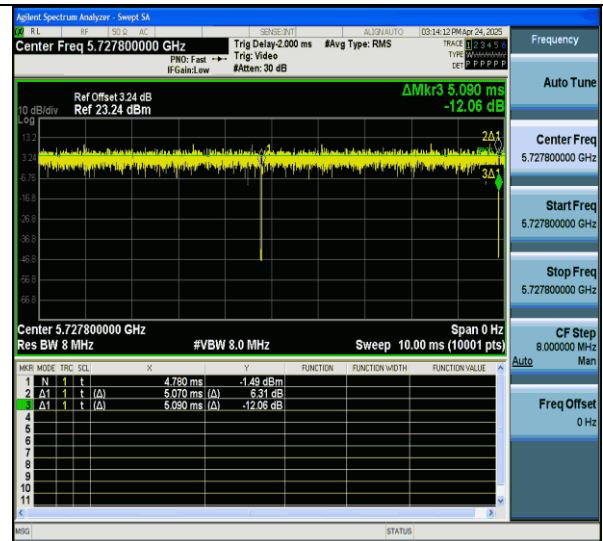 Agilent Spectrum Analyzer - Swept SA
RL RF 50 Ω AC SENSE:INT ALIGNAUTO 03:14:12 PM Apr 24, 2025
Center Freq 5.727800000 GHz
PNO: Fast
IFGain:Low
Trig Delay-2.000 ms
Trig: Video
#Atten: 30 dB
#Avg Type: RMS
TRACE 1 2 3 4 5 6
TYPE
DET P P P P P P
ΔMkr3 5.090 ms
-12.06 dB
Ref Offset 3.24 dB
10 dB/div Ref 23.24 dBm
Log
13.2
3.24
-6.76
-16.8
-26.8
-36.8
-46.8
-56.8
-66.8
1
2Δ1
3Δ1
Center 5.727800000 GHz Span 0 Hz
Res BW 8 MHz #VBW 8.0 MHz Sweep 10.00 ms (10001 pts)
MKR MODE TRC SCL X Y FUNCTION FUNCTION WIDTH FUNCTION VALUE
1 N 1 t 4.780 ms -1.49 dBm
2 Δ1 1 t (Δ) 5.070 ms (Δ) 6.31 dB
3 Δ1 1 t (Δ) 5.090 ms (Δ) -12.06 dB
4
5
6
7
8
9
10
11
MSG STATUS
Frequency
Auto Tune
Center Freq
5.727800000 GHz
Start Freq
5.727800000 GHz
Stop Freq
5.727800000 GHz
CF Step
8.000000 MHz
Auto Man
Freq Offset
0 Hz